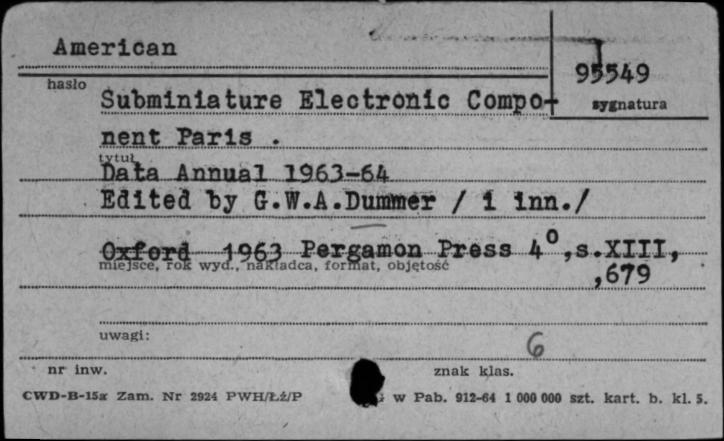 American
95549
hasło
sygnatura
Subminiature Electronic Compo-
nent Paris .
tytuł
Data Annual 1963-64
Edited by G.W.A.Dummer / i inn./
Oxford 1963 Pergamon Press 4°,s.XIII,
miejsce, rok wyd., nakładca, format, objętość
,679
uwagi:
6
nr inw.
znak klas.
CWD-B-15a Zam. Nr 2924 PWH/Łż/P
w Pab. 912-64 1 000 000 szt. kart. b. kl. 5.